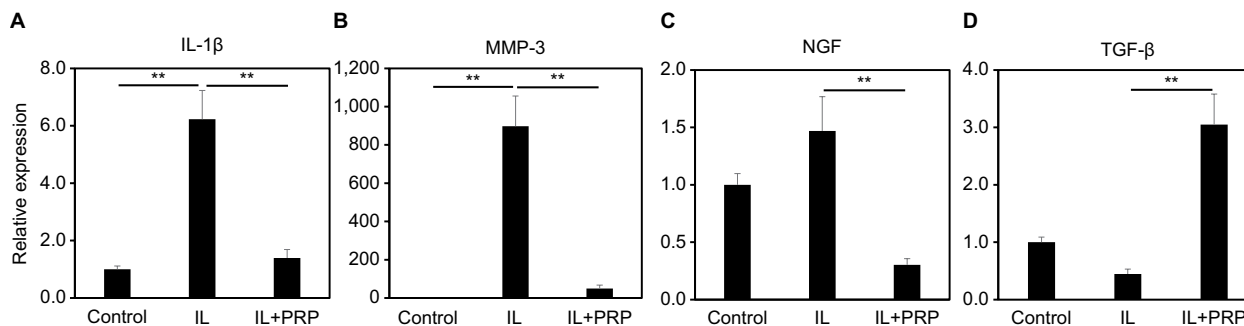 A
IL-1β
Relative expression
8.0
6.0
4.0
2.0
0.0
**
**
Control
IL
IL+PRP
B
MMP-3
1,200
1,000
800
600
400
200
0
**
**
Control
IL
IL+PRP
C
NGF
2.0
1.5
1.0
0.5
0.0
**
Control
IL
IL+PRP
D
TGF-β
4.0
3.0
2.0
1.0
0.0
**
Control
IL
IL+PRP